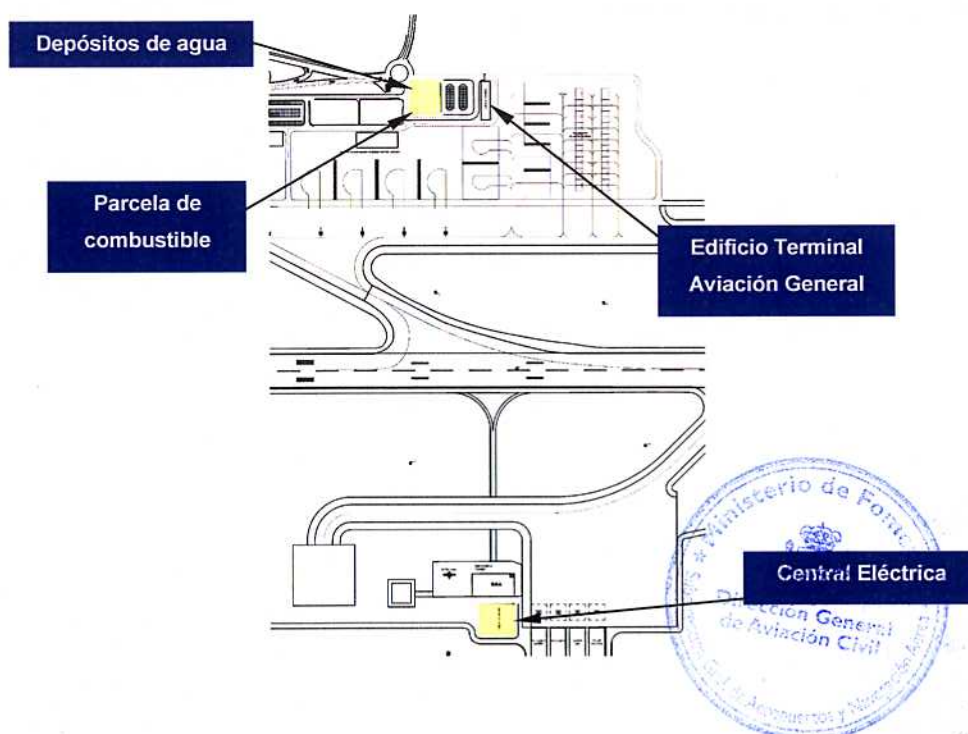 Depósitos de agua
Parcela de
combustible
Edificio Terminal
Aviación General
Central Eléctrica
Ministerio de Fom
Dirección General
de Aviación Civil